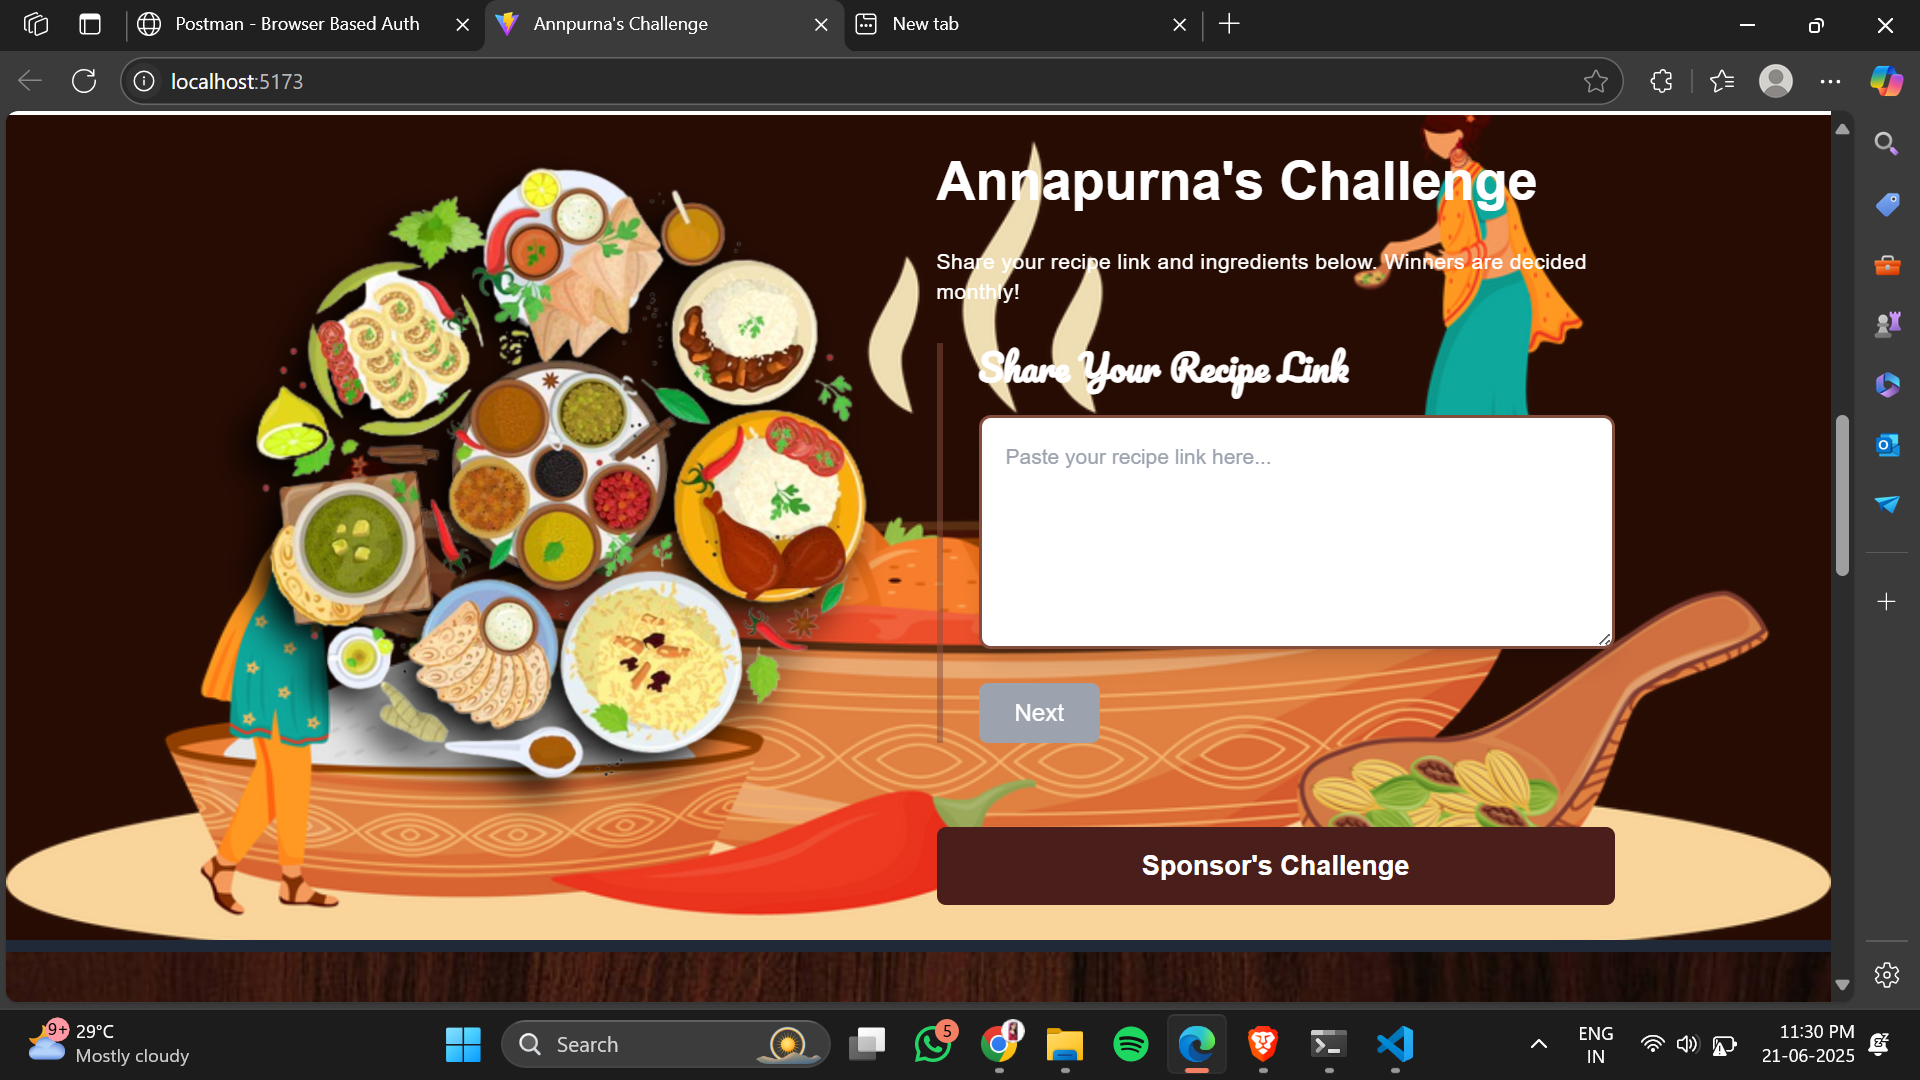 Postman - Browser Based Auth
Annpurna's Challenge
New tab
localhost:5173
Annapurna's Challenge
Share your recipe link and ingredients below. Winners are decided
monthly!
Share Your Recipe Link
Paste your recipe link here...
Next
Sponsor's Challenge
9+
29°C
Mostly cloudy
Search
5
ENG
IN
11:30 PM
21-06-2025